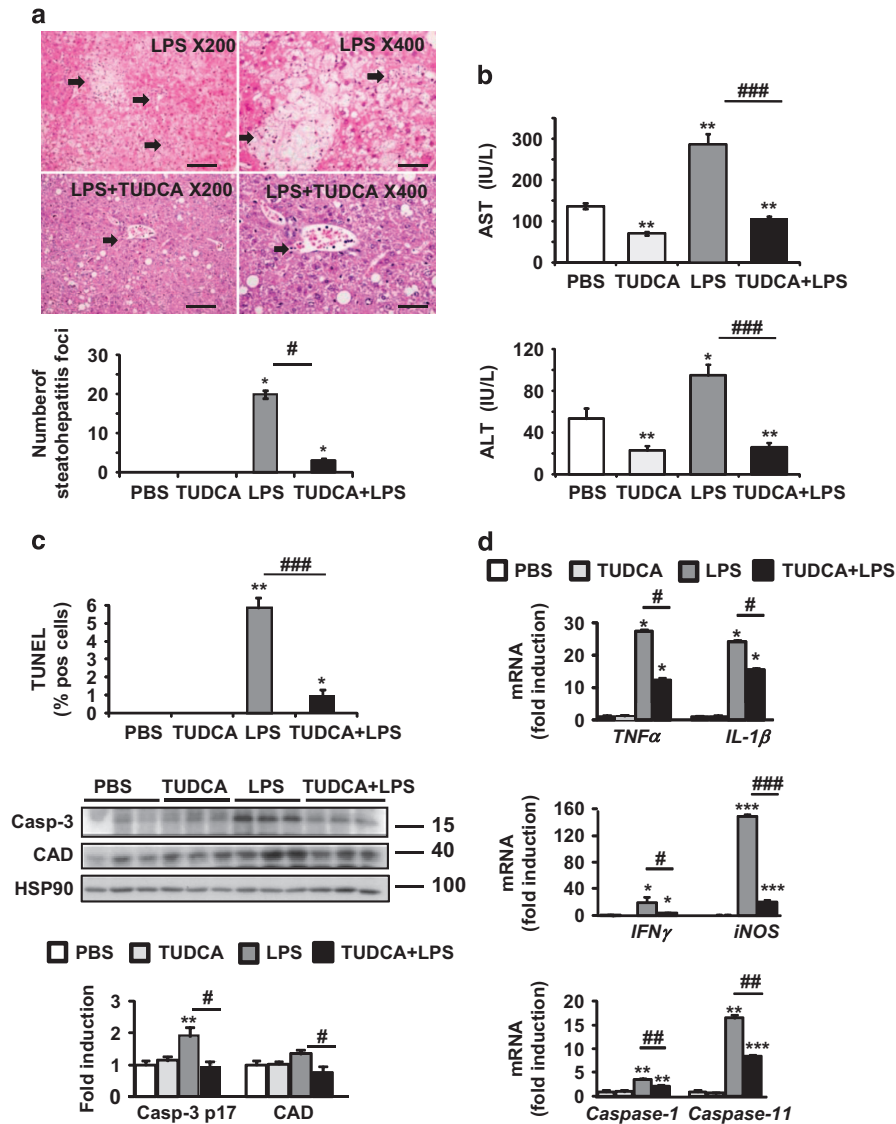 a
LPS X200
LPS X400
LPS+TUDCA X200
LPS+TUDCA X400
Numberof
steatohepatitis foci
30
20
10
0
#
*
*
PBS TUDCA LPS TUDCA+LPS
b
AST (IU/L)
300
200
100
0
###
**
**
**
PBS TUDCA LPS TUDCA+LPS
ALT (IU/L)
120
80
40
0
###
*
**
**
PBS TUDCA LPS TUDCA+LPS
c
TUNEL
(% pos cells)
6
5
4
3
2
1
0
###
**
*
PBS TUDCA LPS TUDCA+LPS
PBS TUDCA LPS TUDCA+LPS
Casp-3
15
CAD
40
HSP90
100
PBS TUDCA LPS TUDCA+LPS
Fold induction
3
2
1
0
**
#
#
Casp-3 p17 CAD
d
PBS TUDCA LPS TUDCA+LPS
mRNA
(fold induction)
30
20
10
0
#
#
*
*
*
*
TNFα IL-1β
mRNA
(fold induction)
160
120
80
40
0
###
***
#
*
*
***
IFNγ iNOS
mRNA
(fold induction)
20
15
10
5
0
##
**
##
***
**
**
Caspase-1 Caspase-11